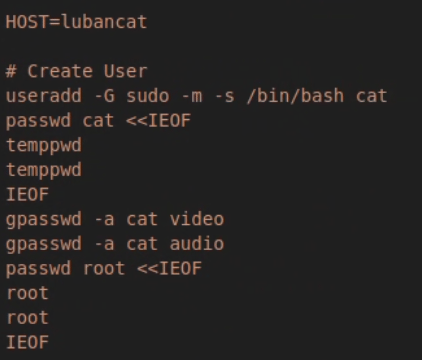 HOST=lubancat

# Create User
useradd -G sudo -m -s /bin/bash cat
passwd cat <<IEOF
temppwd
temppwd
IEOF
gpasswd -a cat video
gpasswd -a cat audio
passwd root <<IEOF
root
root
IEOF